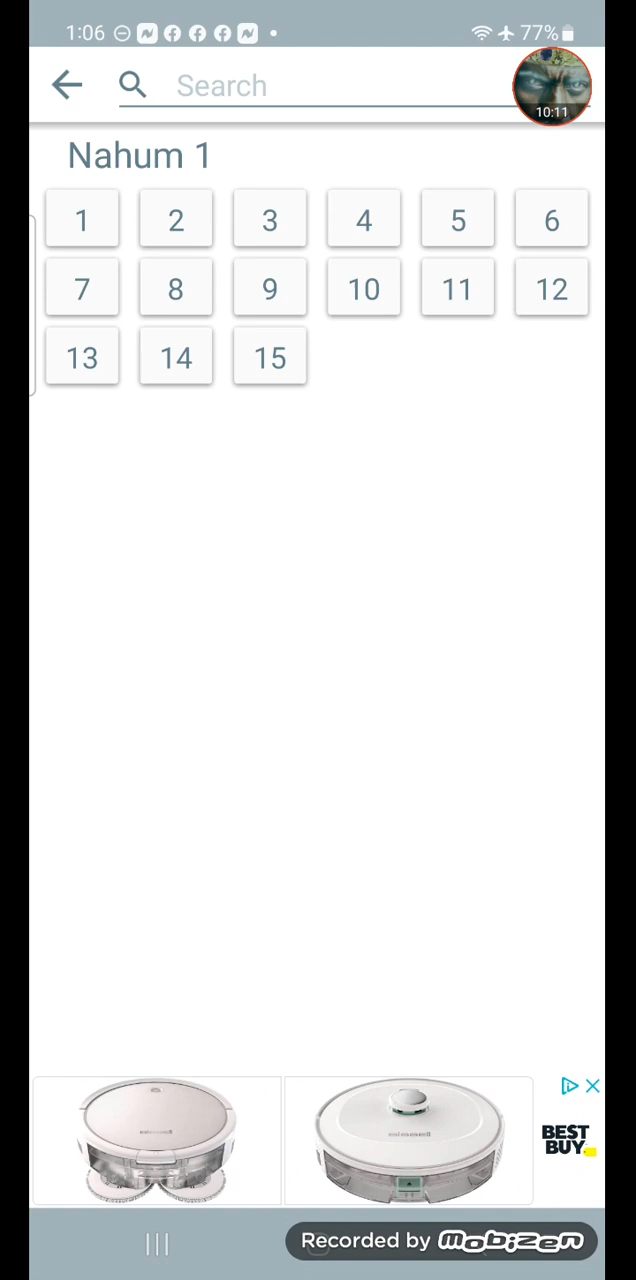 1:06 77%
Search
10:11
Nahum 1
1 2 3 4 5 6
7 8 9 10 11 12
13 14 15
BISSELL
BEST
BUY
Recorded by mobizen